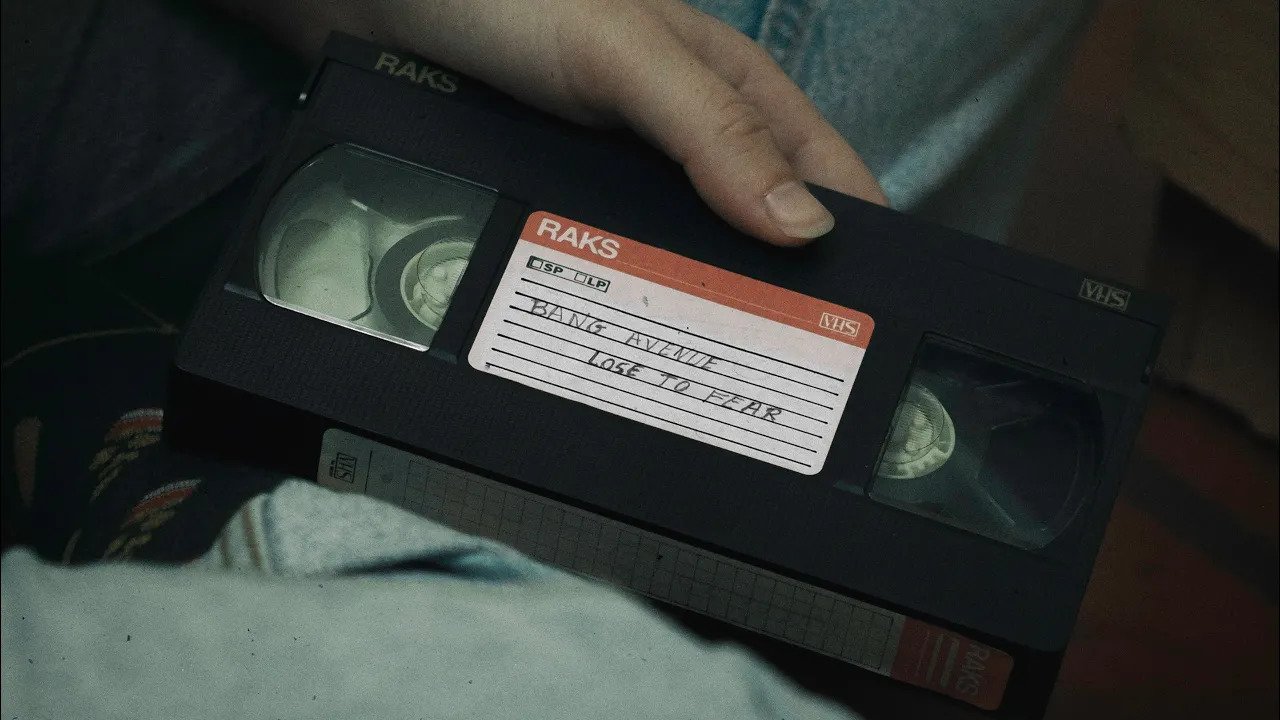 RAKS
RAKS
SP LP
VHS
VHS
BANG AVENUE
LOSE TO FEAR
VHS
RAKS